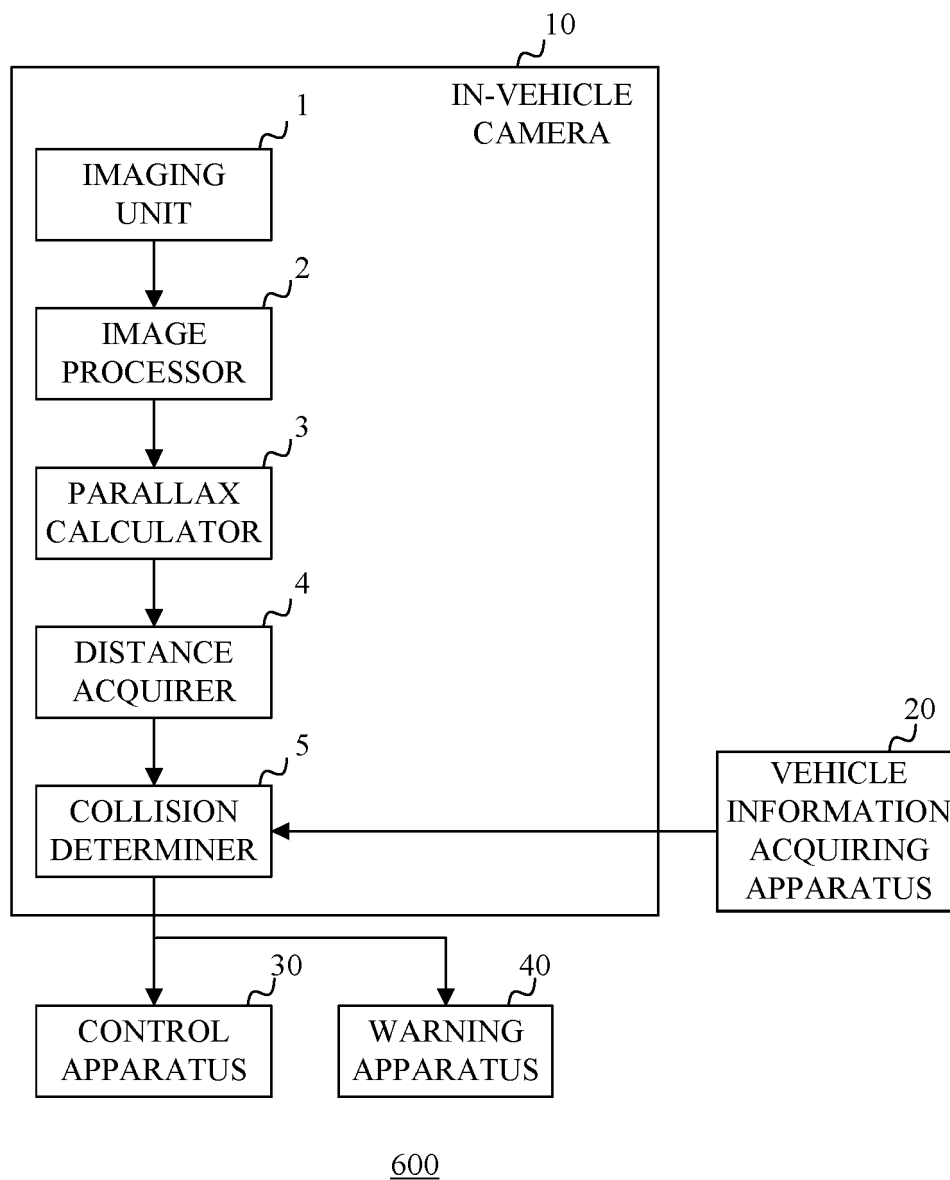 10
IN-VEHICLE
CAMERA
1
IMAGING
UNIT
2
IMAGE
PROCESSOR
3
PARALLAX
CALCULATOR
4
DISTANCE
ACQUIRER
5
COLLISION
DETERMINER
20
VEHICLE
INFORMATION
ACQUIRING
APPARATUS
30
CONTROL
APPARATUS
40
WARNING
APPARATUS
600